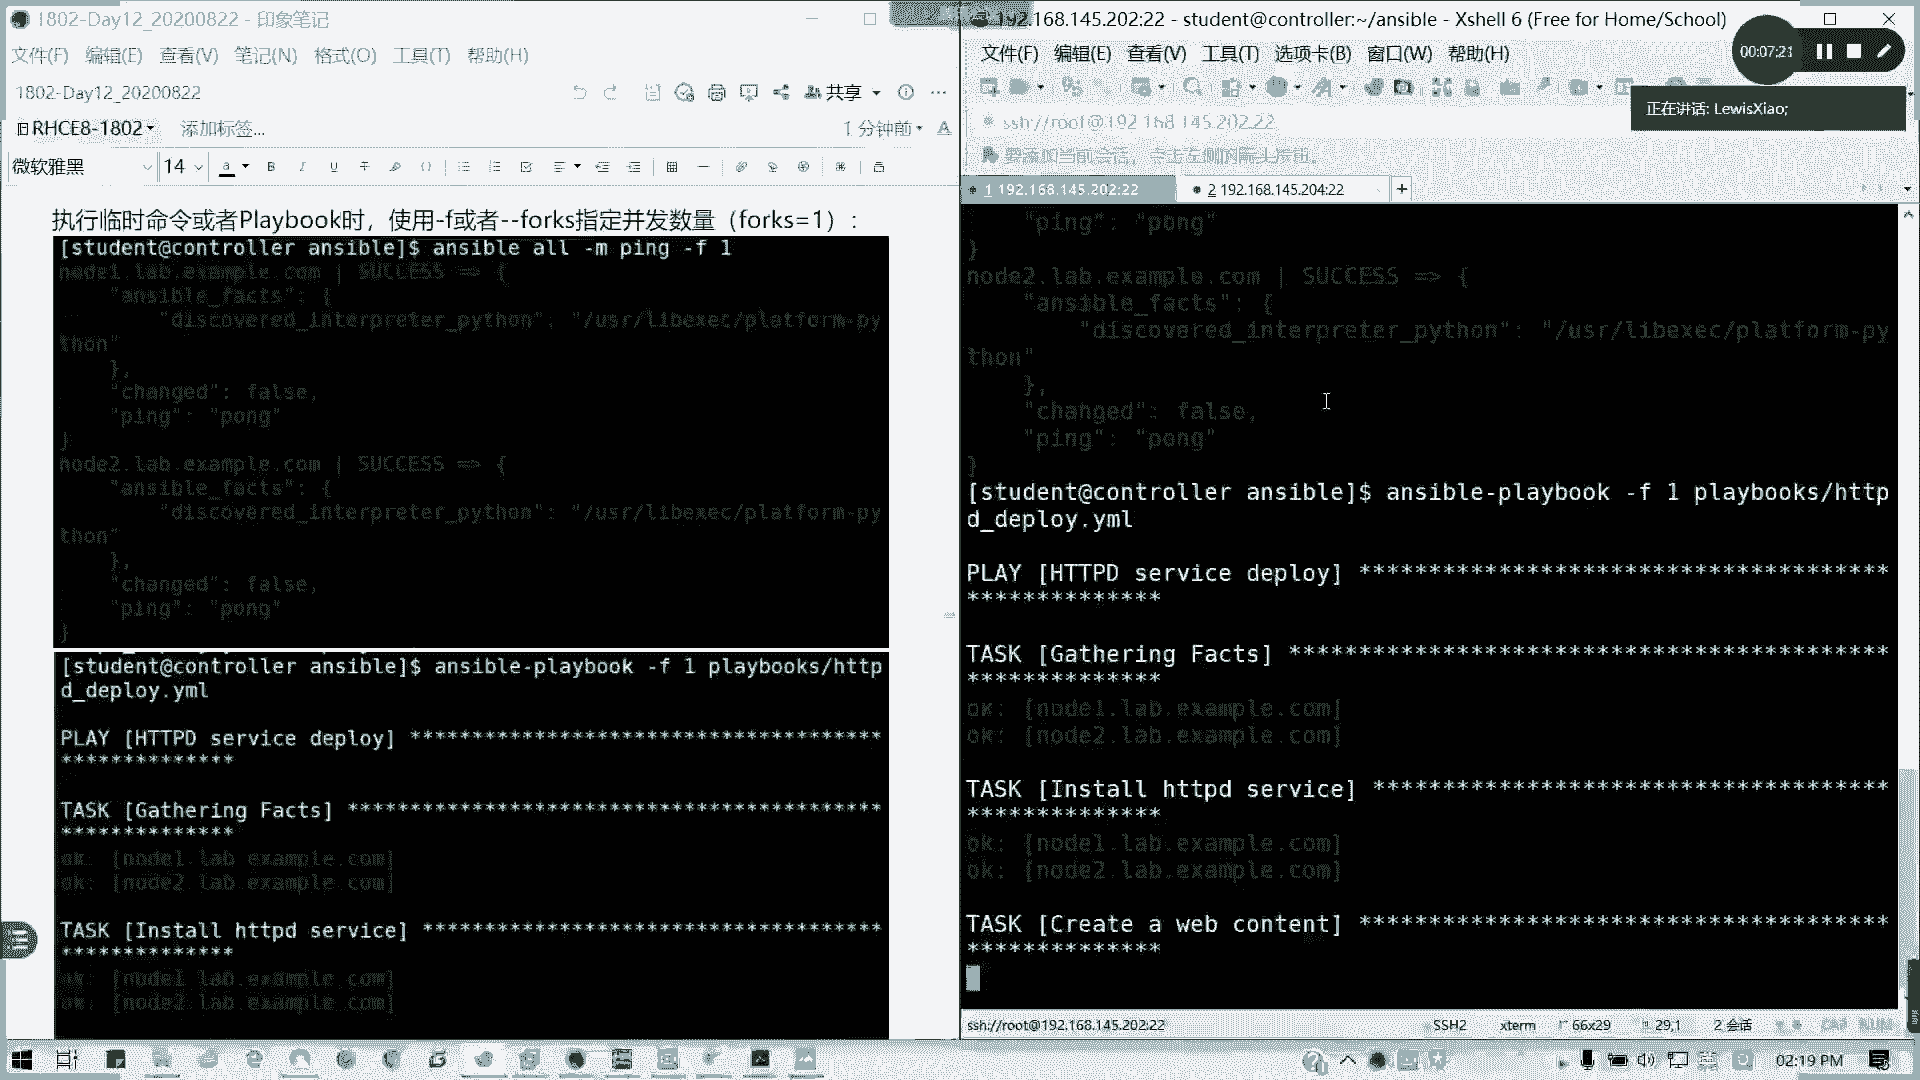 1802-Day12_20200822 - 印象笔记
文件(F) 编辑(E) 查看(V) 笔记(N) 格式(O) 工具(T) 帮助(H)
1802-Day12_20200822
共享
RHCE8-1802 添加标签...
1 分钟前
微软雅黑 14
执行临时命令或者Playbook时，使用-f或者--forks指定并发数量（forks=1）：
[student@controller ansible]$ ansible all -m ping -f 1
node1.lab.example.com | SUCCESS => {
"ansible_facts": {
"discovered_interpreter_python": "/usr/libexec/platform-py
thon"
},
"changed": false,
"ping": "pong"
}
node2.lab.example.com | SUCCESS => {
"ansible_facts": {
"discovered_interpreter_python": "/usr/libexec/platform-py
thon"
},
"changed": false,
"ping": "pong"
}
[student@controller ansible]$ ansible-playbook -f 1 playbooks/http
d_deploy.yml
PLAY [HTTPD service deploy] **************************************
**************
TASK [Gathering Facts] *******************************************
**************
ok: [node1.lab.example.com]
ok: [node2.lab.example.com]
TASK [Install httpd service] *************************************
**************
ok: [node1.lab.example.com]
ok: [node2.lab.example.com]
192.168.145.202:22 - student@controller:~/ansible - Xshell 6 (Free for Home/School)
文件(F) 编辑(E) 查看(V) 工具(T) 选项卡(B) 窗口(W) 帮助(H)
00:07:21
正在讲话: LewisXiao;
ssh://root@192.168.145.202:22
要添加当前会话，点击左侧的箭头按钮。
1 192.168.145.202:22
2 192.168.145.204:22
"ping": "pong"
}
node2.lab.example.com | SUCCESS => {
"ansible_facts": {
"discovered_interpreter_python": "/usr/libexec/platform-py
thon"
},
"changed": false,
"ping": "pong"
}
[student@controller ansible]$ ansible-playbook -f 1 playbooks/http
d_deploy.yml
PLAY [HTTPD service deploy] **************************************
**************
TASK [Gathering Facts] *******************************************
**************
ok: [node1.lab.example.com]
ok: [node2.lab.example.com]
TASK [Install httpd service] *************************************
**************
ok: [node1.lab.example.com]
ok: [node2.lab.example.com]
TASK [Create a web content] **************************************
**************
ssh://root@192.168.145.202:22
SSH2 xterm 66x29 29,1 2 会话
02:19 PM